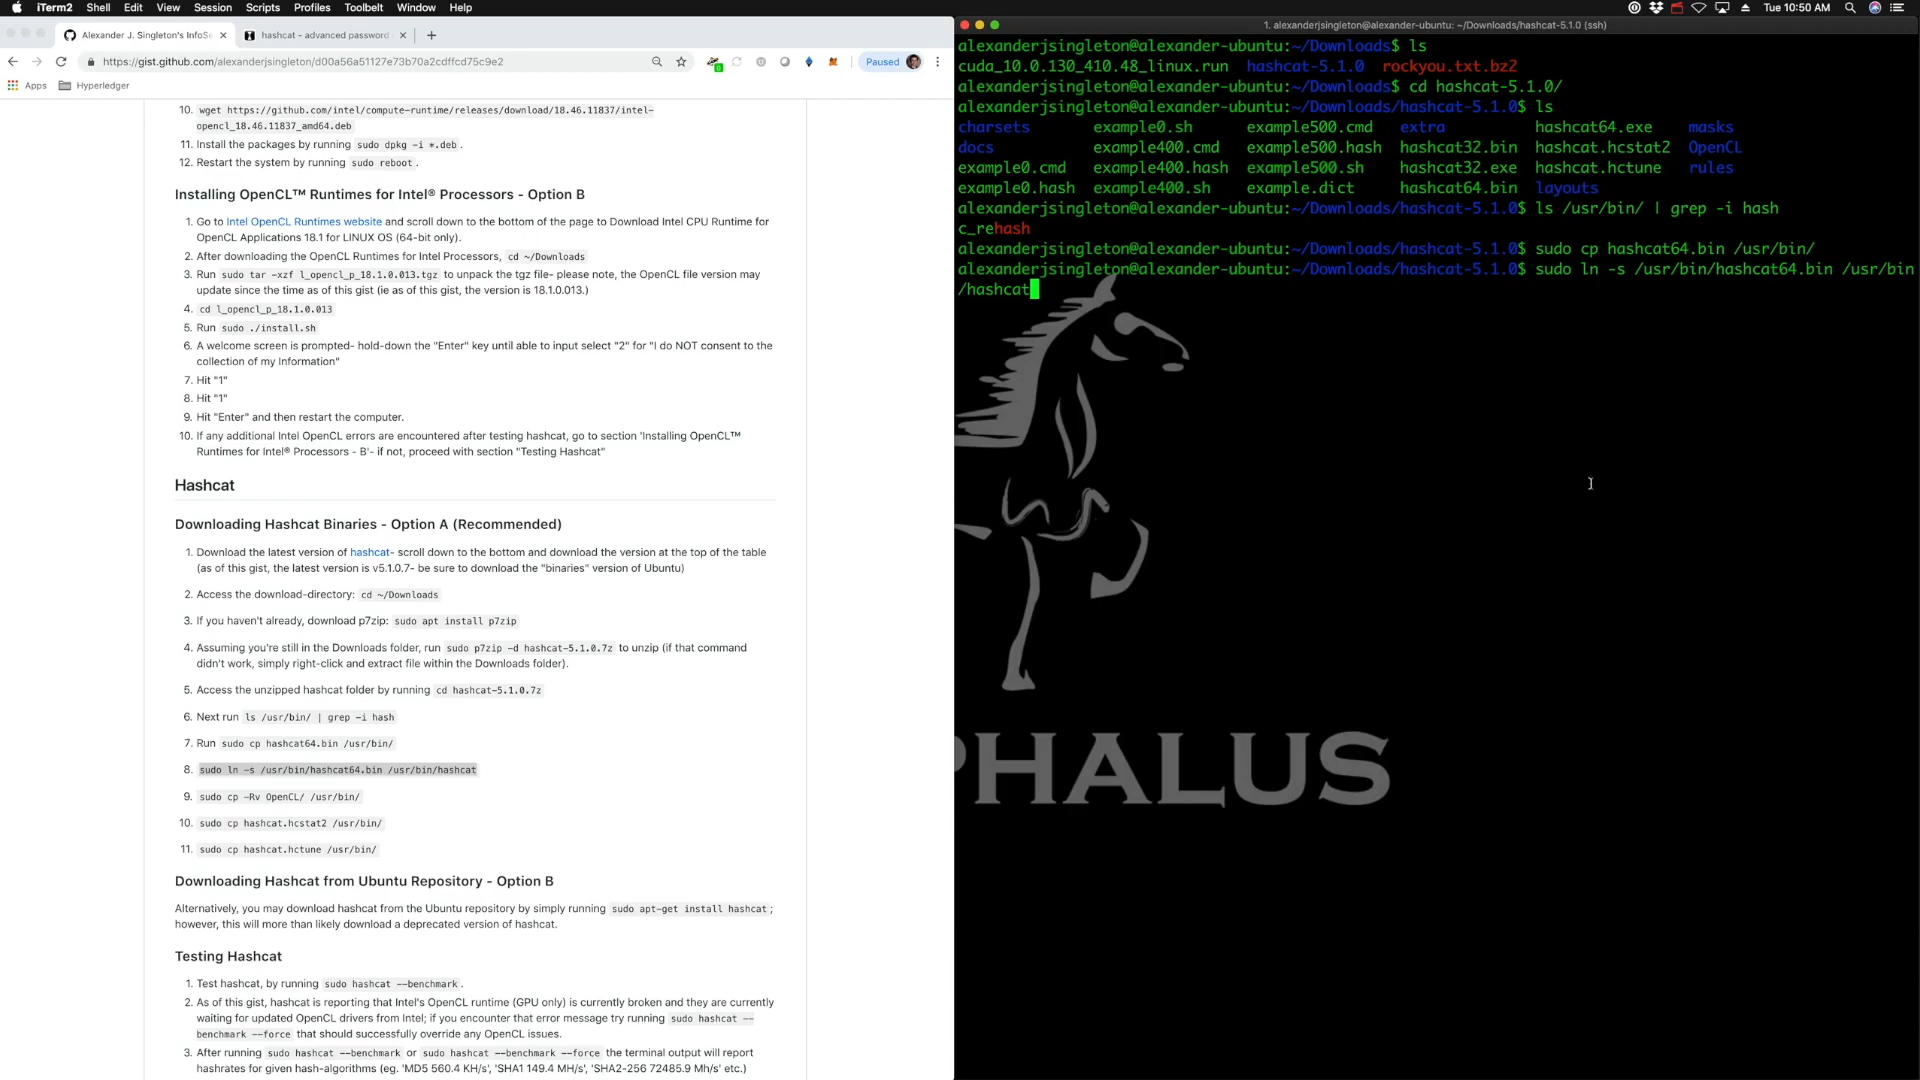 iTerm2 Shell Edit View Session Scripts Profiles Toolbelt Window Help
Tue 10:50 AM
Alexander J. Singleton's InfoSe
hashcat - advanced password
https://gist.github.com/alexanderjsingleton/d00a56a51127e73b70a2cdffcd75c9e2
Paused
Apps Hyperledger
10. wget https://github.com/intel/compute-runtime/releases/download/18.46.11837/intel-
opencl_18.46.11837_amd64.deb
11. Install the packages by running sudo dpkg -i *.deb .
12. Restart the system by running sudo reboot .
Installing OpenCL™ Runtimes for Intel® Processors - Option B
1. Go to Intel OpenCL Runtimes website and scroll down to the bottom of the page to Download Intel CPU Runtime for
OpenCL Applications 18.1 for LINUX OS (64-bit only).
2. After downloading the OpenCL Runtimes for Intel Processors, cd ~/Downloads
3. Run sudo tar -xzf l_opencl_p_18.1.0.013.tgz to unpack the tgz file- please note, the OpenCL file version may
update since the time as of this gist (ie as of this gist, the version is 18.1.0.013.)
4. cd l_opencl_p_18.1.0.013
5. Run sudo ./install.sh
6. A welcome screen is prompted- hold-down the "Enter" key until able to input select "2" for "I do NOT consent to the
collection of my Information"
7. Hit "1"
8. Hit "1"
9. Hit "Enter" and then restart the computer.
10. If any additional Intel OpenCL errors are encountered after testing hashcat, go to section 'Installing OpenCL™
Runtimes for Intel® Processors - B'- if not, proceed with section "Testing Hashcat"
Hashcat
Downloading Hashcat Binaries - Option A (Recommended)
1. Download the latest version of hashcat- scroll down to the bottom and download the version at the top of the table
(as of this gist, the latest version is v5.1.0.7- be sure to download the "binaries" version of Ubuntu)
2. Access the download-directory: cd ~/Downloads
3. If you haven't already, download p7zip: sudo apt install p7zip
4. Assuming you're still in the Downloads folder, run sudo p7zip -d hashcat-5.1.0.7z to unzip (if that command
didn't work, simply right-click and extract file within the Downloads folder).
5. Access the unzipped hashcat folder by running cd hashcat-5.1.0.7z
6. Next run ls /usr/bin/ | grep -i hash
7. Run sudo cp hashcat64.bin /usr/bin/
8. sudo ln -s /usr/bin/hashcat64.bin /usr/bin/hashcat
9. sudo cp -Rv OpenCL/ /usr/bin/
10. sudo cp hashcat.hcstat2 /usr/bin/
11. sudo cp hashcat.hctune /usr/bin/
Downloading Hashcat from Ubuntu Repository - Option B
Alternatively, you may download hashcat from the Ubuntu repository by simply running sudo apt-get install hashcat ;
however, this will more than likely download a deprecated version of hashcat.
Testing Hashcat
1. Test hashcat, by running sudo hashcat --benchmark .
2. As of this gist, hashcat is reporting that Intel's OpenCL runtime (GPU only) is currently broken and they are currently
waiting for updated OpenCL drivers from Intel; if you encounter that error message try running sudo hashcat --
benchmark --force that should successfully override any OpenCL issues.
3. After running sudo hashcat --benchmark or sudo hashcat --benchmark --force the terminal output will report
hashrates for given hash-algorithms (eg. 'MD5 560.4 KH/s', 'SHA1 149.4 MH/s', 'SHA2-256 72485.9 Mh/s' etc.)
1. alexanderjsingleton@alexander-ubuntu: ~/Downloads/hashcat-5.1.0 (ssh)
alexanderjsingleton@alexander-ubuntu:~/Downloads$ ls
cuda_10.0.130_410.48_linux.run hashcat-5.1.0 rockyou.txt.bz2
alexanderjsingleton@alexander-ubuntu:~/Downloads$ cd hashcat-5.1.0/
alexanderjsingleton@alexander-ubuntu:~/Downloads/hashcat-5.1.0$ ls
charsets example0.sh example500.cmd extra hashcat64.exe masks
docs example400.cmd example500.hash hashcat32.bin hashcat.hcstat2 OpenCL
example0.cmd example400.hash example500.sh hashcat32.exe hashcat.hctune rules
example0.hash example400.sh example.dict hashcat64.bin layouts
alexanderjsingleton@alexander-ubuntu:~/Downloads/hashcat-5.1.0$ ls /usr/bin/ | grep -i hash
c_rehash
alexanderjsingleton@alexander-ubuntu:~/Downloads/hashcat-5.1.0$ sudo cp hashcat64.bin /usr/bin/
alexanderjsingleton@alexander-ubuntu:~/Downloads/hashcat-5.1.0$ sudo ln -s /usr/bin/hashcat64.bin /usr/bin
/hashcat
PHALUS